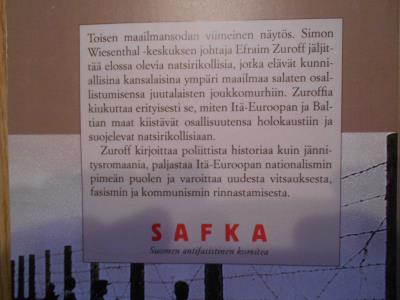 Toisen maailmansodan viimeinen näytös. Simon
Wiesenthal -keskuksen johtaja Efraim Zuroff jäljit-
tää elossa olevia natsirikollisia, jotka elävät kunni-
allisina kansalaisina ympäri maailmaa salaten osal-
listumisensa juutalaisten joukkomurhiin. Zuroffia
kiukuttaa erityisesti se, miten Itä-Euroopan ja Bal-
tian maat kiistävät osallisuutensa holokaustiin ja
suojelevat natsirikollisiaan.
Zuroff kirjoittaa poliittista historiaa kuin jänni-
tysromaania, paljastaa Itä-Euroopan nationalismin
pimeän puolen ja varoittaa uudesta vitsauksesta,
fasismin ja kommunismin rinnastamisesta.
SAFKA
Suomen antifasistinen komitea